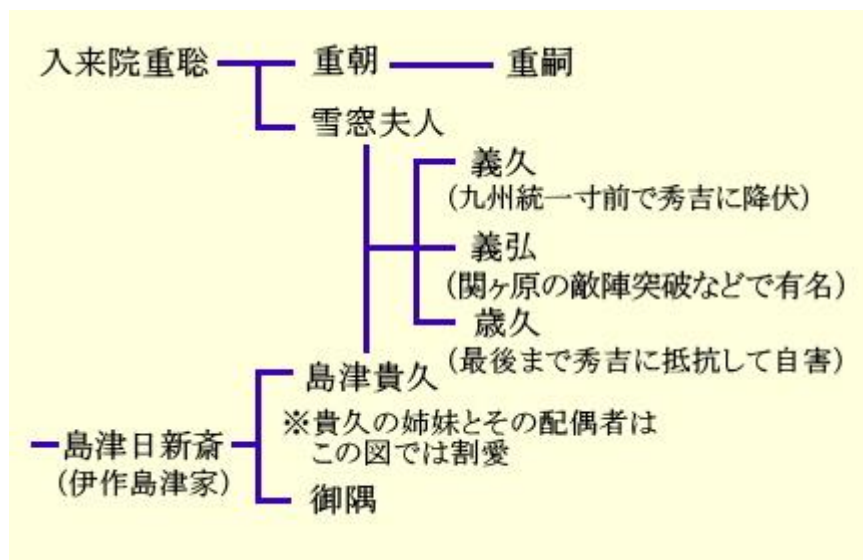 入来院重聡 重朝 重嗣
雪窓夫人
義久
(九州統一寸前で秀吉に降伏)
義弘
(関ヶ原の敵陣突破などで有名)
歳久
(最後まで秀吉に抵抗して自害)
島津貴久
※貴久の姉妹とその配偶者は
この図では割愛
島津日新斎
(伊作島津家)
御隅